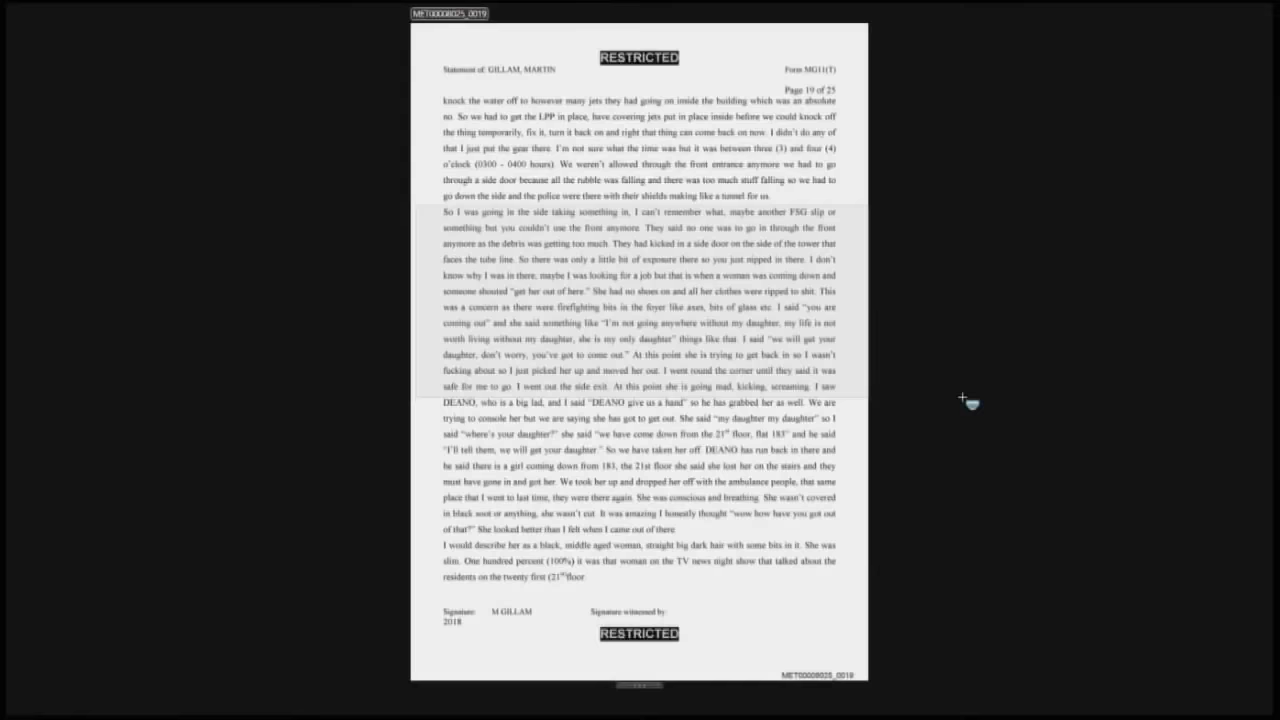 MET00008025_0019
RESTRICTED
Statement of: GILLAM, MARTIN Form MG11(T)
Page 19 of 25
knock the water off to however many jets they had going on inside the building which was an absolute
no. So we had to get the LPP in place, have covering jets put in place inside before we could knock off
the thing temporarily, fix it, turn it back on and right that thing can come back on now. I didn't do any of
that I just put the gear there. I'm not sure what the time was but it was between three (3) and four (4)
o'clock (0300 - 0400 hours). We weren't allowed through the front entrance anymore we had to go
through a side door because all the rubble was falling and there was too much stuff falling so we had to
go down the side and the police were there with their shields making like a tunnel for us.
So I was going in the side taking something in, I can't remember what, maybe another FSG slip or
something but you couldn't use the front anymore. They said no one was to go in through the front
anymore as the debris was getting too much. They had kicked in a side door on the side of the tower that
faces the tube line. So there was only a little bit of exposure there so you just nipped in there. I don't
know why I was in there, maybe I was looking for a job but that is when a woman was coming down and
someone shouted "get her out of here." She had no shoes on and all her clothes were ripped to shit. This
was a concern as there were firefighting bits in the foyer like axes, bits of glass etc. I said "you are
coming out" and she said something like "I'm not going anywhere without my daughter, my life is not
worth living without my daughter, she is my only daughter" things like that. I said "we will get your
daughter, don't worry, you've got to come out." At this point she is trying to get back in so I wasn't
fucking about so I just picked her up and moved her out. I went round the corner until they said it was
safe for me to go. I went out the side exit. At this point she is going mad, kicking, screaming. I saw
DEANO, who is a big lad, and I said "DEANO give us a hand" so he has grabbed her as well. We are
trying to console her but we are saying she has got to get out. She said "my daughter my daughter" so I
said "where's your daughter?" she said "we have come down from the 21st floor, flat 183" and he said
"I'll tell them, we will get your daughter." So we have taken her off. DEANO has run back in there and
he said there is a girl coming down from 183, the 21st floor she said she lost her on the stairs and they
must have gone in and got her. We took her up and dropped her off with the ambulance people, that same
place that I went to last time, they were there again. She was conscious and breathing. She wasn't covered
in black soot or anything, she wasn't cut. It was amazing I honestly thought "wow how have you got out
of that?" She looked better than I felt when I came out of there.
I would describe her as a black, middle aged woman, straight big dark hair with some bits in it. She was
slim. One hundred percent (100%) it was that woman on the TV news night show that talked about the
residents on the twenty first (21st)floor
Signature: M GILLAM Signature witnessed by:
2018
RESTRICTED
MET00008025_0019